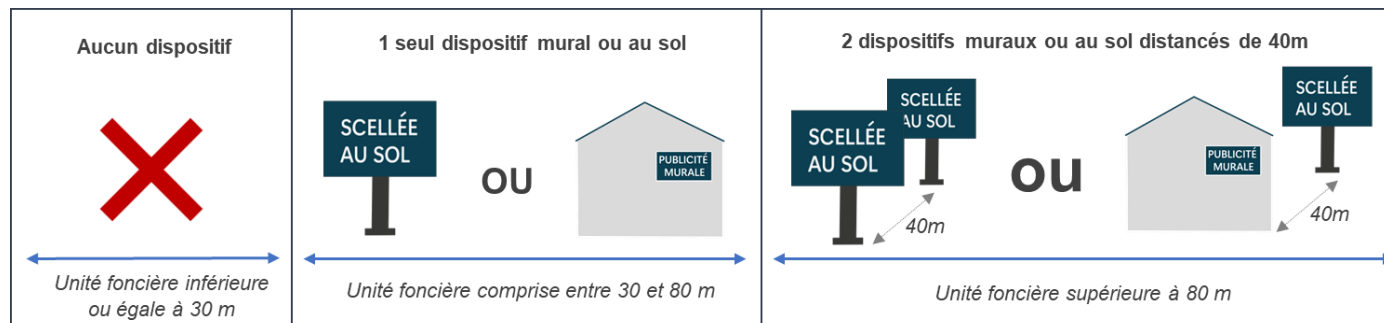 Aucun dispositif
Unité foncière inférieure
ou égale à 30 m
1 seul dispositif mural ou au sol
SCELLÉE
AU SOL
OU
PUBLICITÉ
MURALE
Unité foncière comprise entre 30 et 80 m
2 dispositifs muraux ou au sol distancés de 40m
SCELLÉE
AU SOL
SCELLÉE
AU SOL
40m
ou
PUBLICITÉ
MURALE
SCELLÉE
AU SOL
40m
Unité foncière supérieure à 80 m